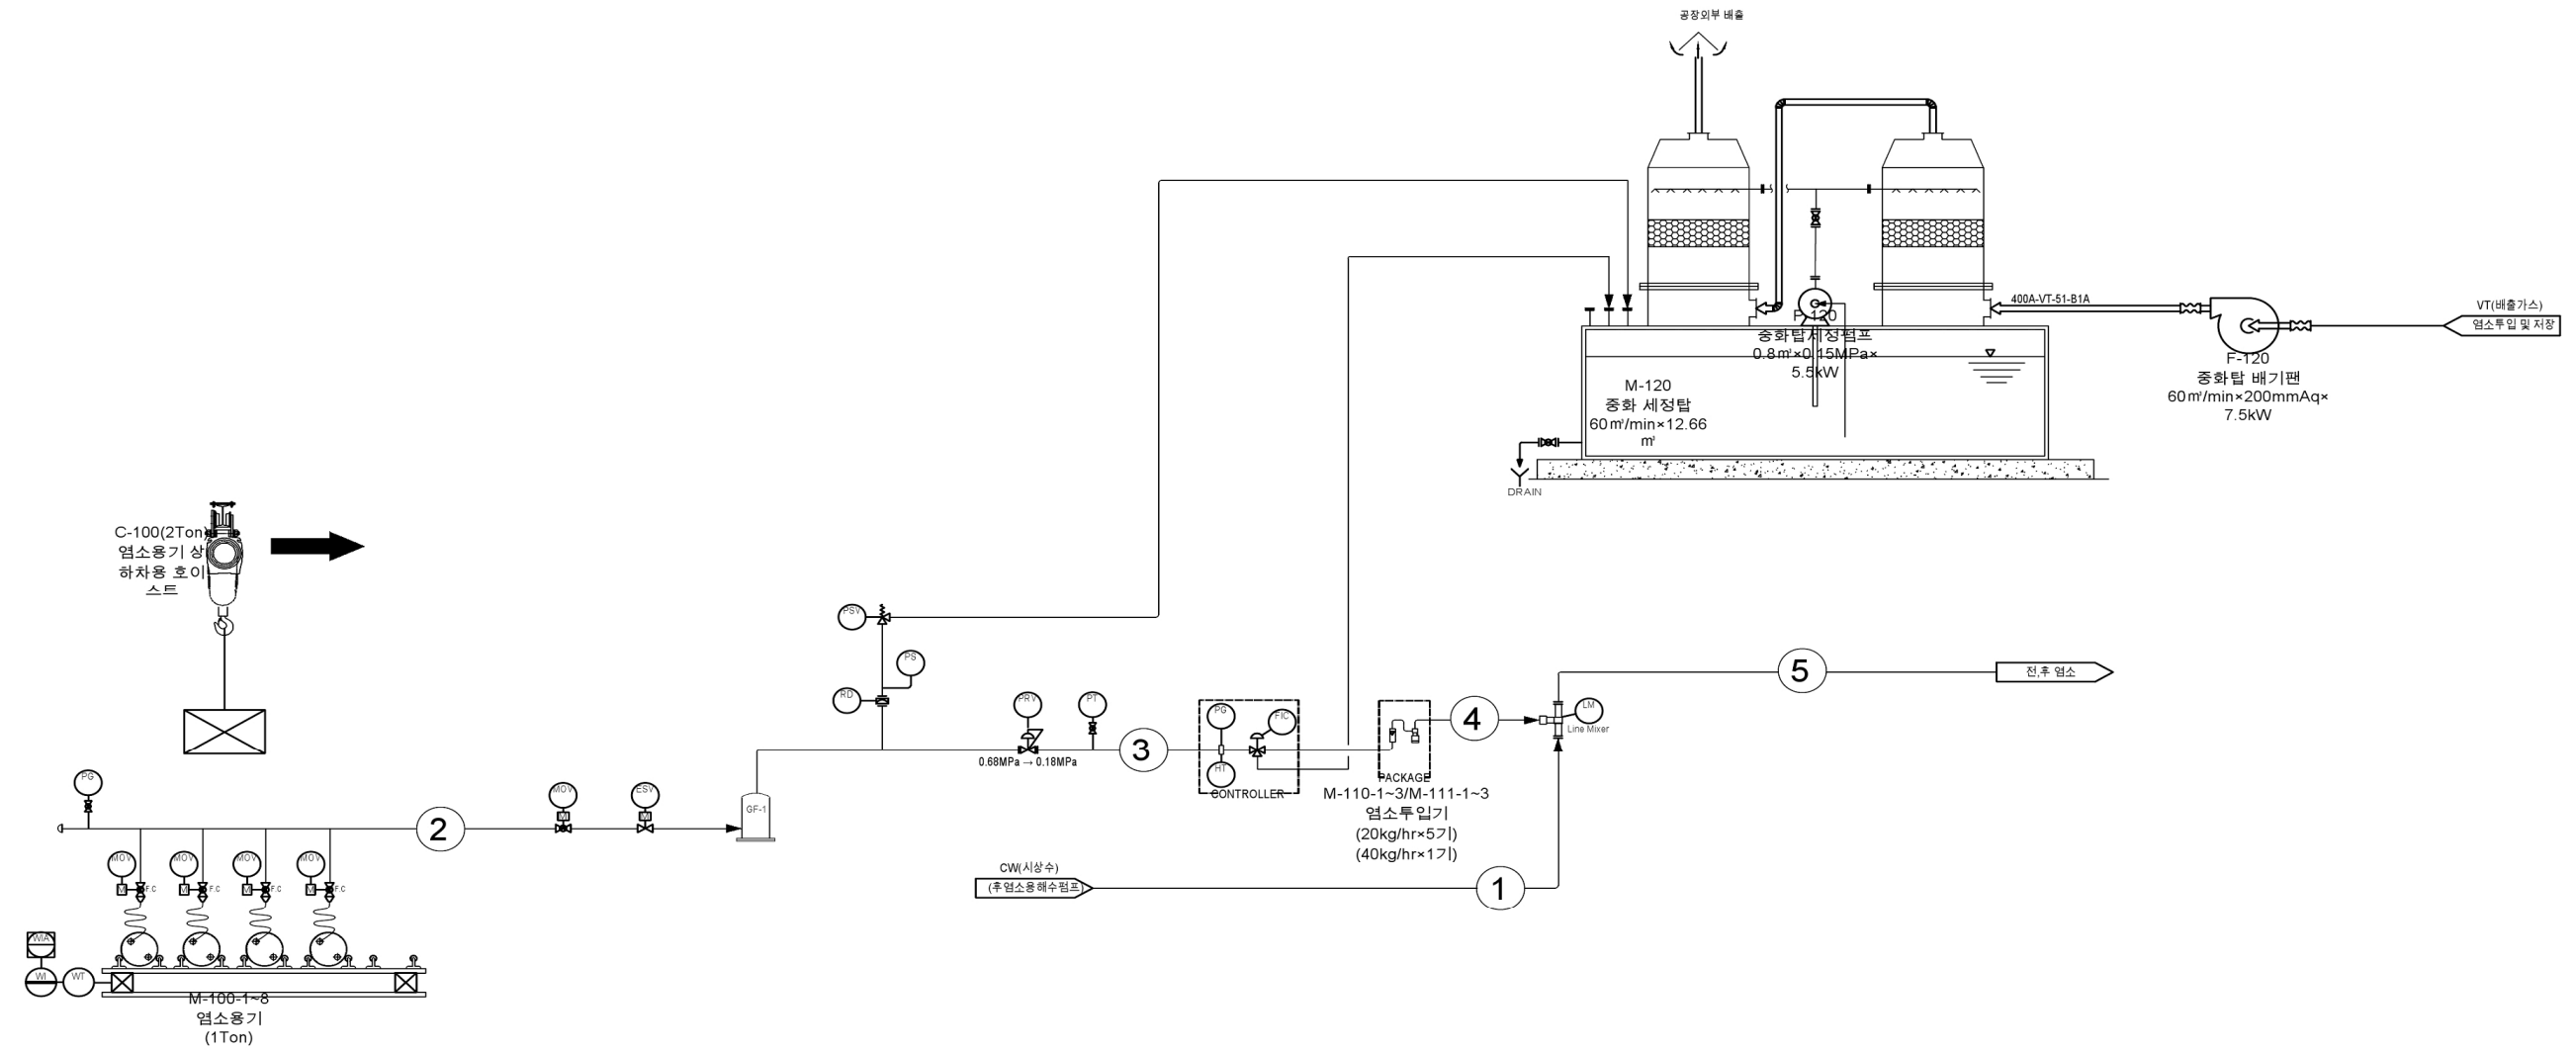 공장외부 배출
400A-VT-51-B1A
VT(배출가스)
염소투입 및 저장
P-120
중화탑세정펌프
0.8㎥×0.15MPa×
5.5kW
F-120
중화탑 배기팬
60㎥/min×200mmAq×
7.5kW
M-120
중화 세정탑
60㎥/min×12.66
㎥
DRAIN
C-100(2Ton)
염소용기 상
하차용 호이
스트
PSV
PS
RD
PRV
PT
0.68MPa → 0.18MPa
3
PG
FIC
HT
CONTROLLER
PACKAGE
M-110-1~3/M-111-1~3
염소투입기
(20kg/hr×5기)
(40kg/hr×1기)
4
LM
Line Mixer
5
전,후 염소
PG
2
MOV
M
ESV
M
GF-1
MOV
MOV
MOV
MOV
M
F.C
M
F.C
M
F.C
M
F.C
CW(시상수)
(후염소용해수펌프)
1
WIA
WI
WT
M-100-1~8
염소용기
(1Ton)